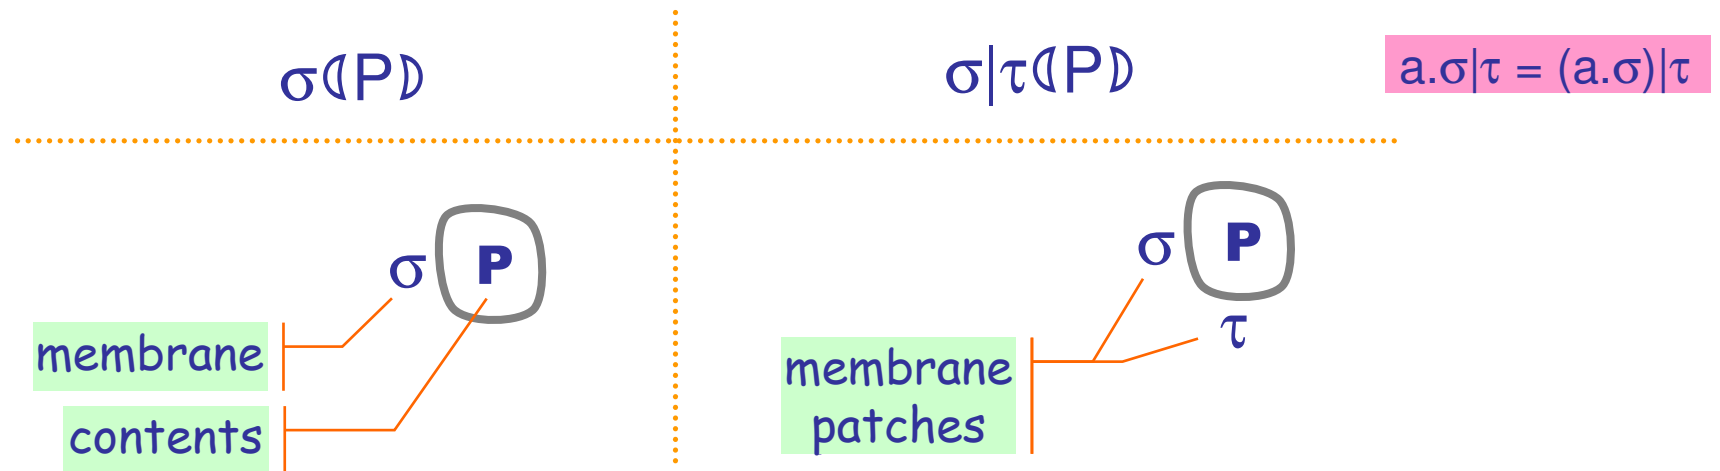 σ⦇P⦈
σ|τ⦇P⦈
a.σ|τ = (a.σ)|τ
σ P
membrane
contents
σ P
τ
membrane
patches